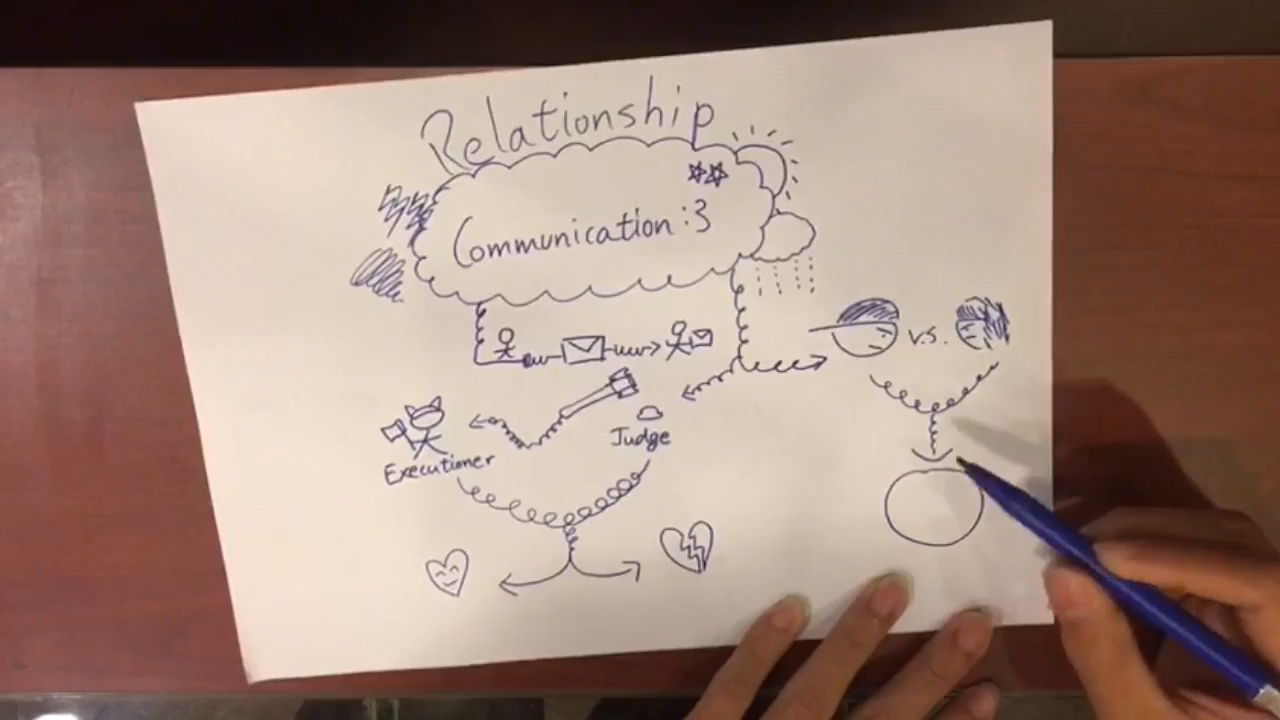 Relationship
Communication :3
v.s.
Judge
Executioner